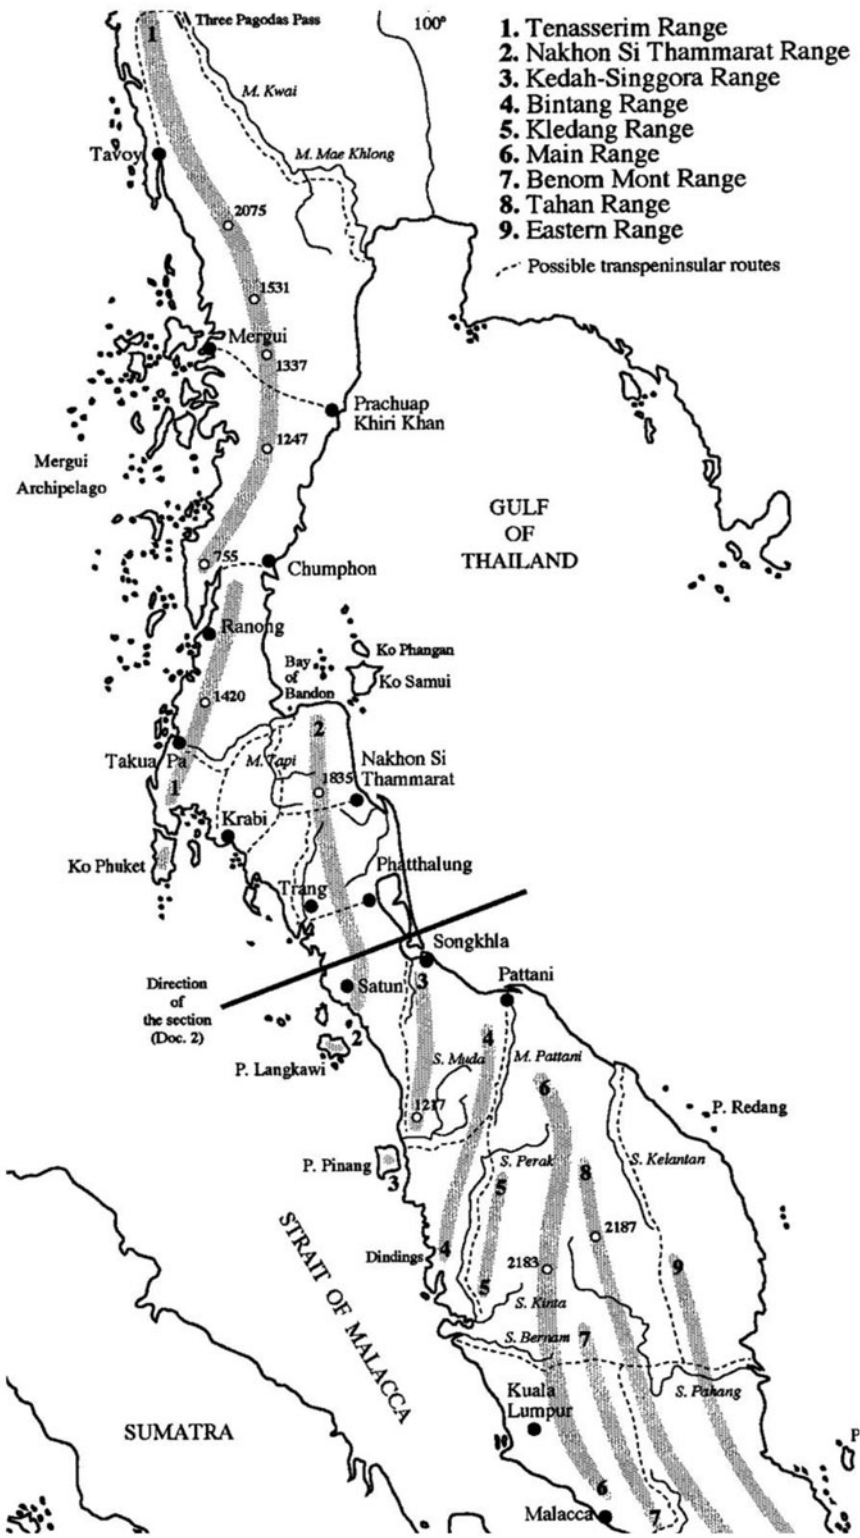 Three Pagodas Pass
100°
1. Tenasserim Range
2. Nakhon Si Thammarat Range
3. Kedah-Singgora Range
4. Bintang Range
5. Kledang Range
6. Main Range
7. Benom Mont Range
8. Tahan Range
9. Eastern Range
Possible transpeninsular routes
1
M. Kwai
Tavoy
M. Mae Khlong
2075
1531
Mergui
1337
Prachuap
Khiri Khan
1247
Mergui
Archipelago
GULF
OF
THAILAND
755
Chumphon
Ranong
Bay
of
Bandon
Ko Phangan
Ko Samui
1420
2
Takua Pa
M. Tapi
Nakhon Si
Thammarat
1835
1
Krabi
Ko Phuket
Phatthalung
Trang
Songkhla
Pattani
3
Satun
Direction
of
the section
(Doc. 2)
2
4
S. Muda
M. Pattani
P. Langkawi
6
1217
P. Redang
P. Pinang
3
S. Perak
S. Kelantan
8
5
2187
STRAIT OF MALACCA
Dindings
4
2183
9
5
S. Kinta
S. Bernam
7
Kuala
Lumpur
S. Pahang
SUMATRA
P
6
Malacca
7